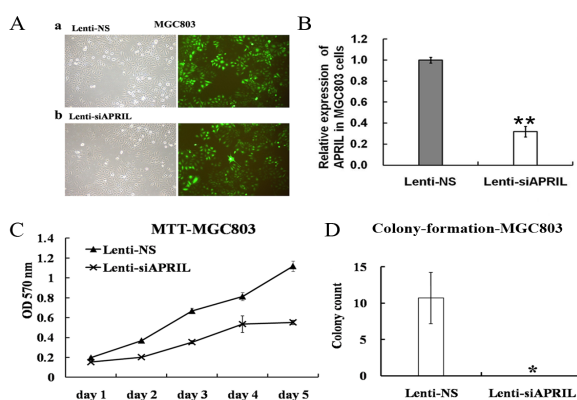 A
a
Lenti-NS
MGC803
b
Lenti-siAPRIL
B
Relative expression of
APRIL in MGC803 cells
1.2
1.0
0.8
0.6
0.4
0.2
0.0
**
Lenti-NS
Lenti-siAPRIL
C
MTT-MGC803
OD 570 nm
1.4
1.2
1
0.8
0.6
0.4
0.2
0
Lenti-NS
Lenti-siAPRIL
day 1
day 2
day 3
day 4
day 5
D
Colony-formation-MGC803
Colony count
15
10
5
0
*
Lenti-NS
Lenti-siAPRIL